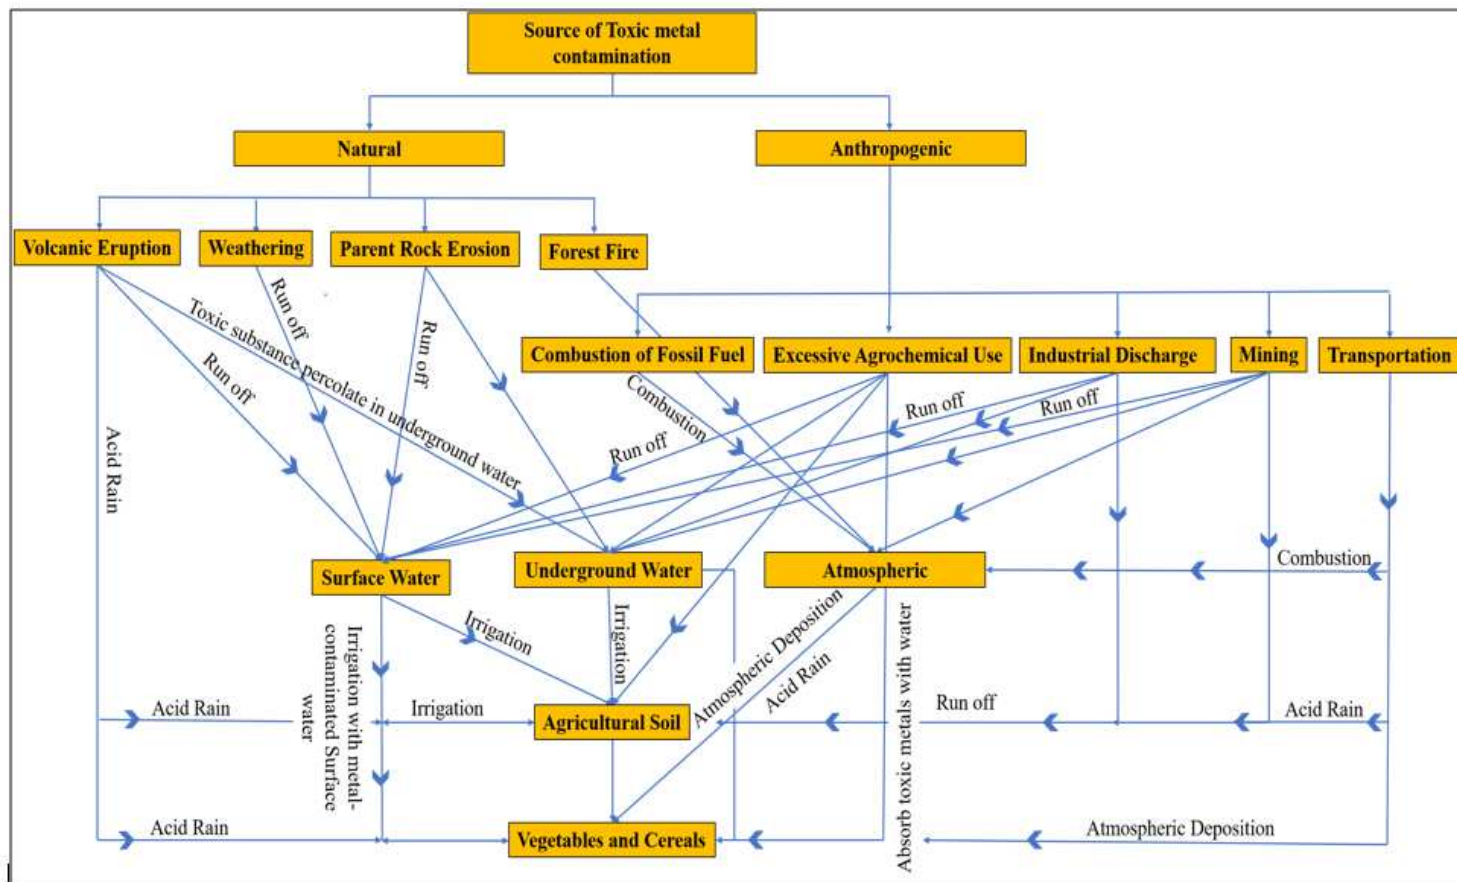 Source of Toxic metal
contamination
Natural
Anthropogenic
Volcanic Eruption
Weathering
Parent Rock Erosion
Forest Fire
Run off
Toxic substance percolate in underground water
Run off
Run off
Combustion of Fossil Fuel
Excessive Agrochemical Use
Industrial Discharge
Mining
Transportation
Combustion
Run off
Run off
Run off
Acid Rain
Surface Water
Underground Water
Atmospheric
Combustion
Irrigation
Irrigation
Irrigation with metal-
contaminated Surface
water
Atmospheric Deposition
Acid Rain
Absorb toxic metals with water
Acid Rain
Irrigation
Agricultural Soil
Run off
Acid Rain
Acid Rain
Vegetables and Cereals
Atmospheric Deposition